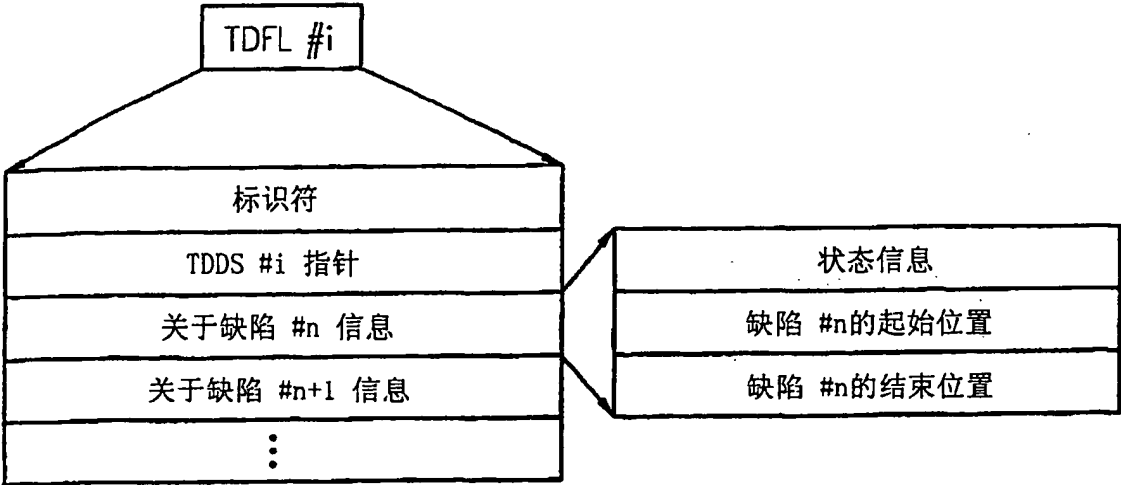 TDFL #i
标识符
TDDS #i 指针
关于缺陷 #n 信息
关于缺陷 #n+1 信息
⋮
状态信息
缺陷 #n的起始位置
缺陷 #n的结束位置